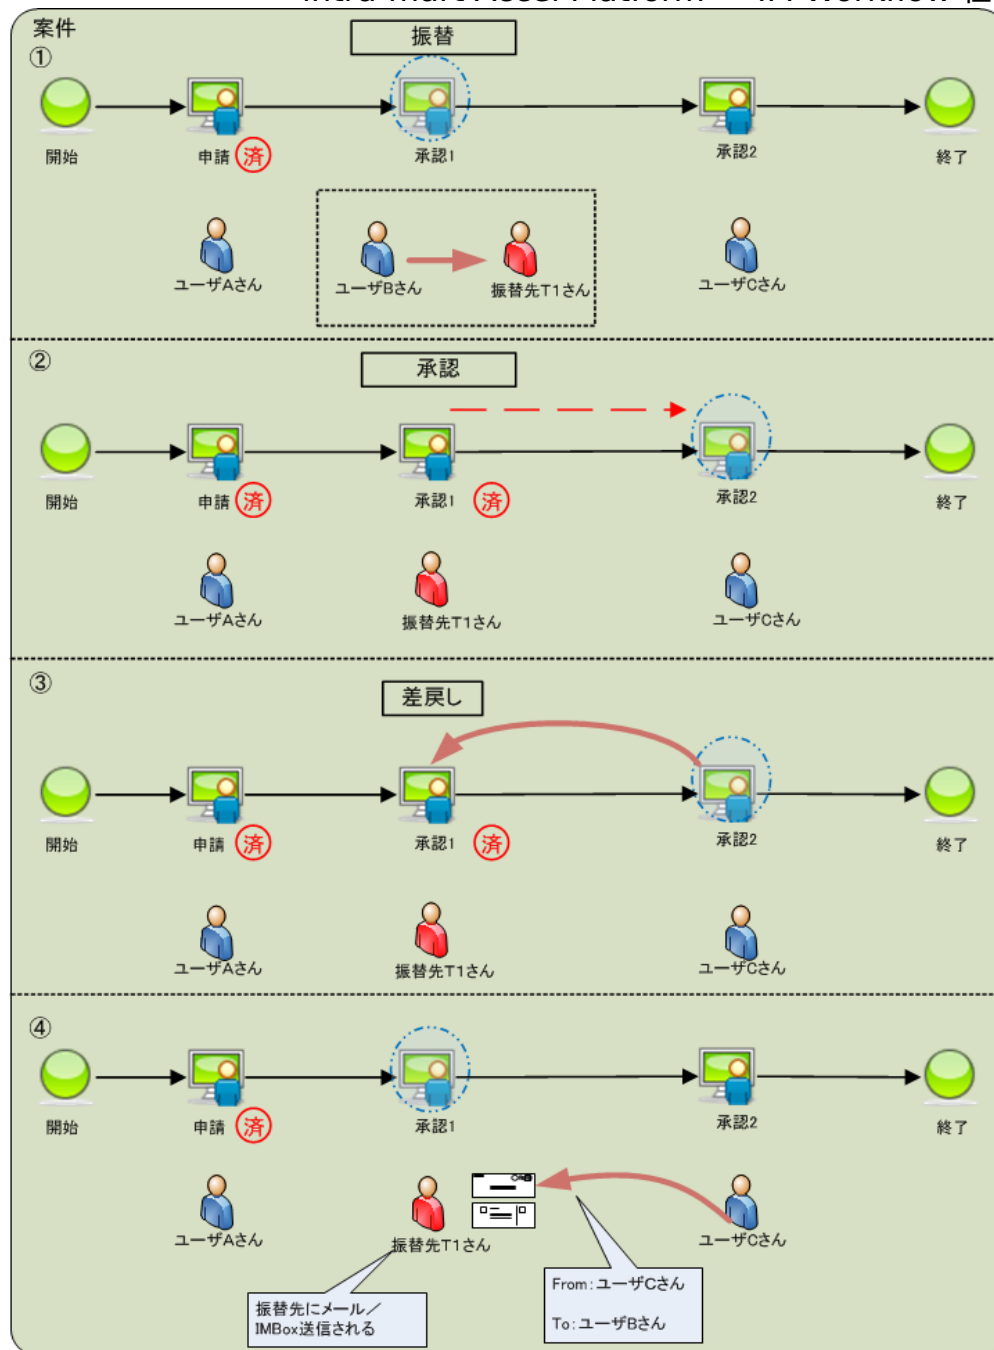 案件
①
振替
開始
申請
済
承認1
承認2
終了
ユーザAさん
ユーザBさん
振替先T1さん
ユーザCさん
②
承認
開始
申請
済
承認1
済
承認2
終了
ユーザAさん
振替先T1さん
ユーザCさん
③
差戻し
開始
申請
済
承認1
済
承認2
終了
ユーザAさん
振替先T1さん
ユーザCさん
④
開始
申請
済
承認1
承認2
終了
ユーザAさん
振替先T1さん
ユーザCさん
振替先にメール／
IMBox送信される
From：ユーザCさん
To：ユーザBさん